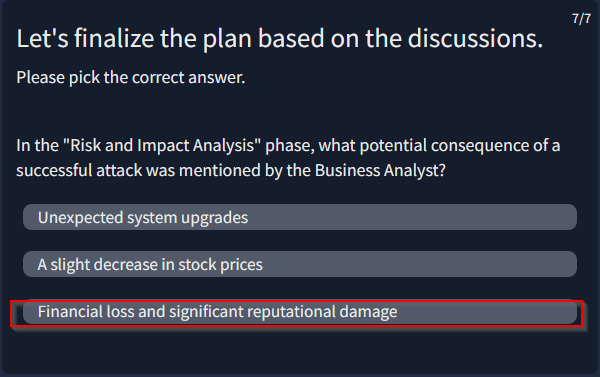 7/7
Let's finalize the plan based on the discussions.
Please pick the correct answer.
In the "Risk and Impact Analysis" phase, what potential consequence of a
successful attack was mentioned by the Business Analyst?
Unexpected system upgrades
A slight decrease in stock prices
Financial loss and significant reputational damage